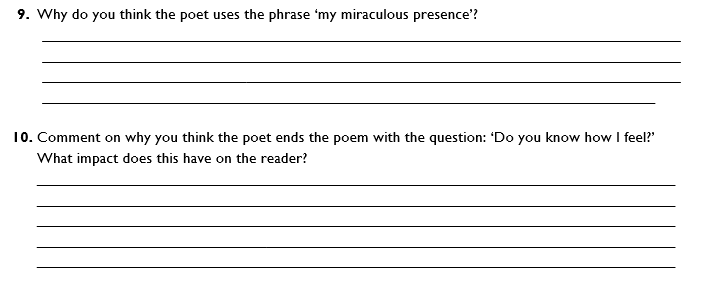 9. Why do you think the poet uses the phrase ‘my miraculous presence’?
10. Comment on why you think the poet ends the poem with the question: ‘Do you know how I feel?’
What impact does this have on the reader?